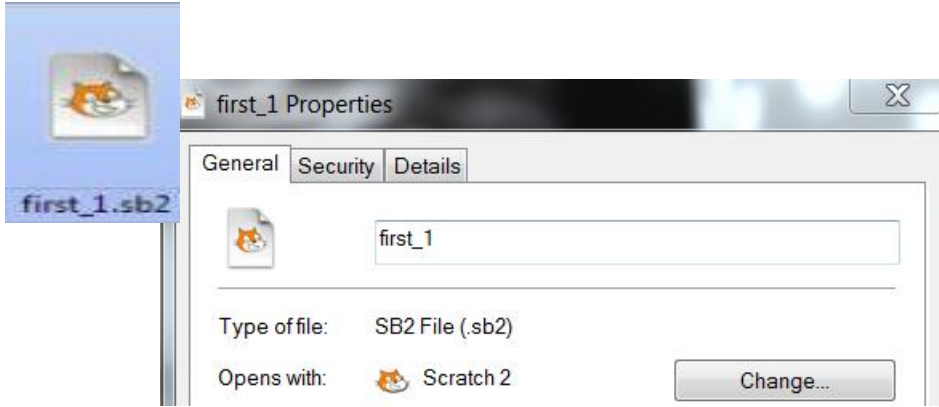 first_1.sb2
first_1 Properties
General Security Details
first_1
Type of file: SB2 File (.sb2)
Opens with: Scratch 2 Change...